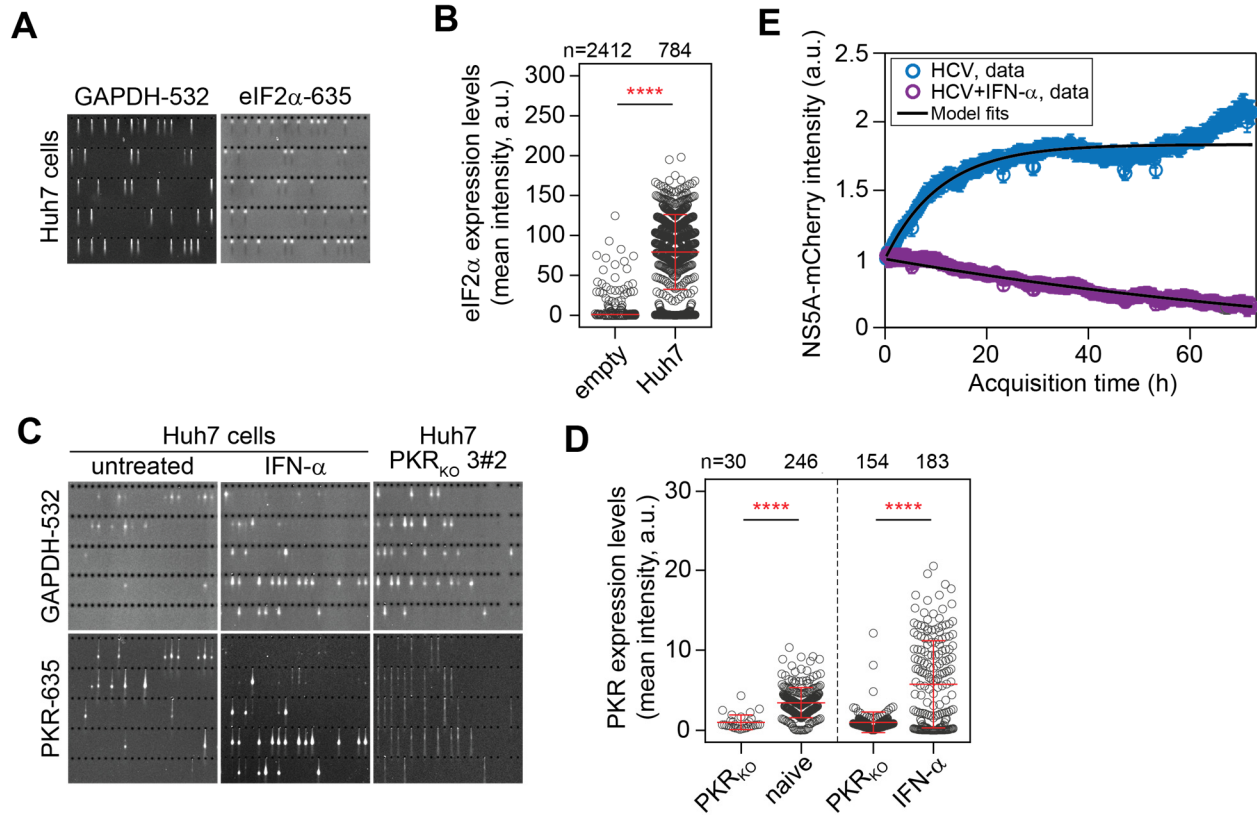 A
GAPDH-532 eIF2α-635
Huh7 cells
B
n=2412 784
****
eIF2α expression levels
(mean intensity, a.u.)
300
250
200
150
100
50
0
empty Huh7
E
NS5A-mCherry intensity (a.u.)
2.5
2
1.5
1
0
HCV, data
HCV+IFN-α, data
Model fits
0 20 40 60
Acquisition time (h)
C
Huh7 cells Huh7
untreated IFN-α PKRKO 3#2
GAPDH-532
PKR-635
D
n=30 246 154 183
**** ****
PKR expression levels
(mean intensity, a.u.)
30
20
10
0
PKRKO naive PKRKO IFN-α